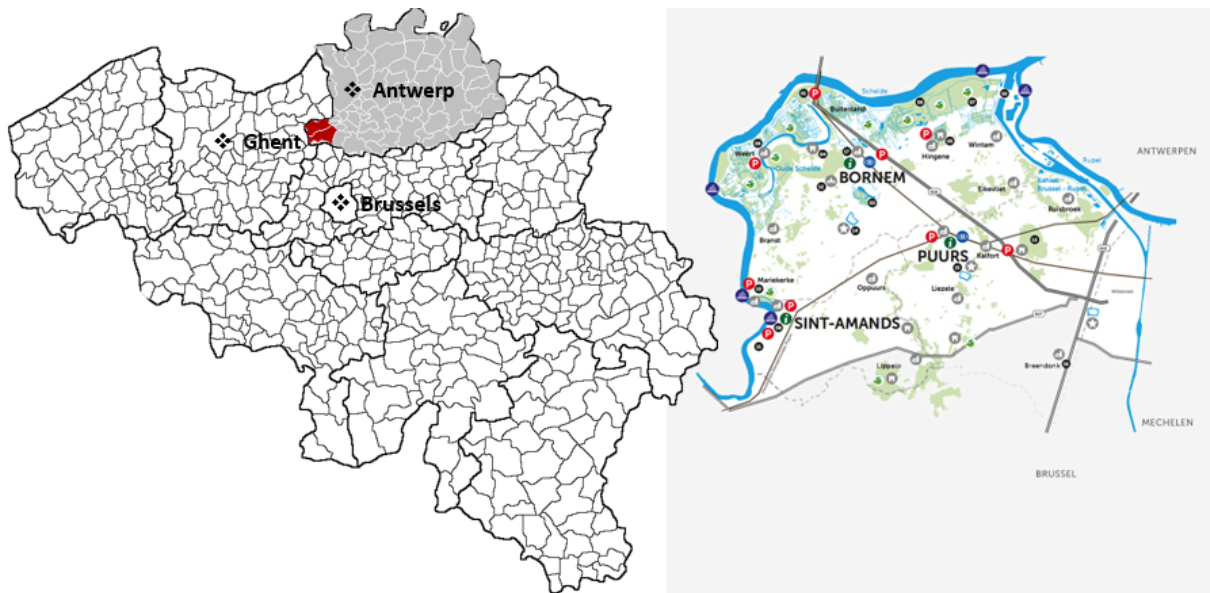 Antwerp
Ghent
Brussels
Schelde
Buitenland
Weert
Oude Schelde
BORNEM
Hingene
Wintam
Rupel
ANTWERPEN
Kanaal
Brussel - Rupel
Eikevliet
Ruisbroek
Branst
PUURS
Kalfort
Mariekerke
Oppuurs
Liezele
SINT-AMANDS
Lippelo
Breendonk
MECHELEN
BRUSSEL